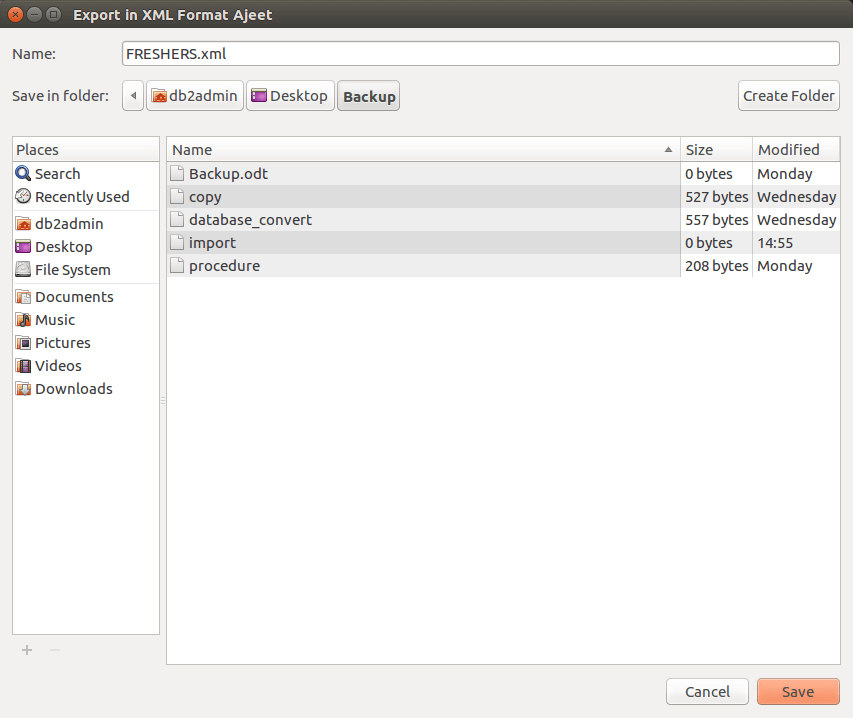 Export in XML Format Ajeet
Name: FRESHERS.xml
Save in folder: db2admin Desktop Backup Create Folder
Places
Search
Recently Used
db2admin
Desktop
File System
Documents
Music
Pictures
Videos
Downloads
Name Size Modified
Backup.odt 0 bytes Monday
copy 527 bytes Wednesday
database_convert 557 bytes Wednesday
import 0 bytes 14:55
procedure 208 bytes Monday
Cancel Save